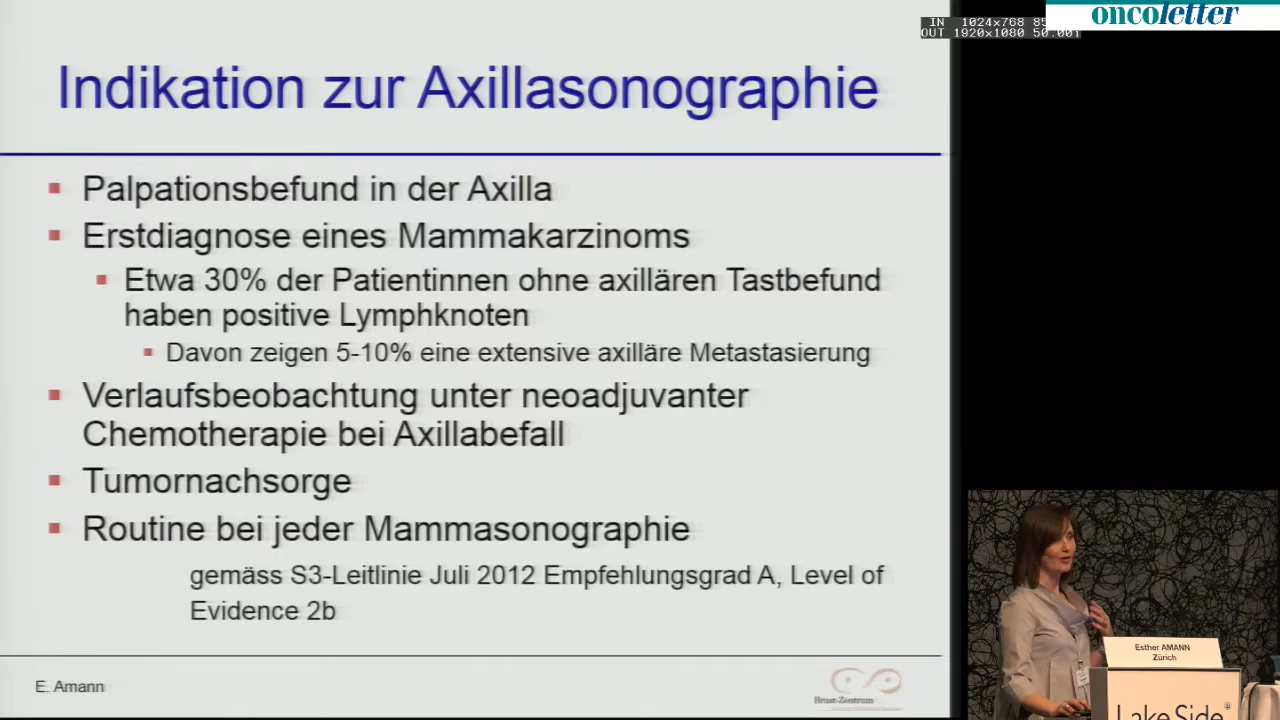 oncoletter
IN 1024x768 85
OUT 1920x1080 50.00i
Indikation zur Axillasonographie
Palpationsbefund in der Axilla
Erstdiagnose eines Mammakarzinoms
Etwa 30% der Patientinnen ohne axillären Tastbefund
haben positive Lymphknoten
Davon zeigen 5-10% eine extensive axilläre Metastasierung
Verlaufsbeobachtung unter neoadjuvanter
Chemotherapie bei Axillabefall
Tumornachsorge
Routine bei jeder Mammasonographie
gemäss S3-Leitlinie Juli 2012 Empfehlungsgrad A, Level of
Evidence 2b
E. Amann
Brust-Zentrum
Esther AMANN
Zürich
Lake Side